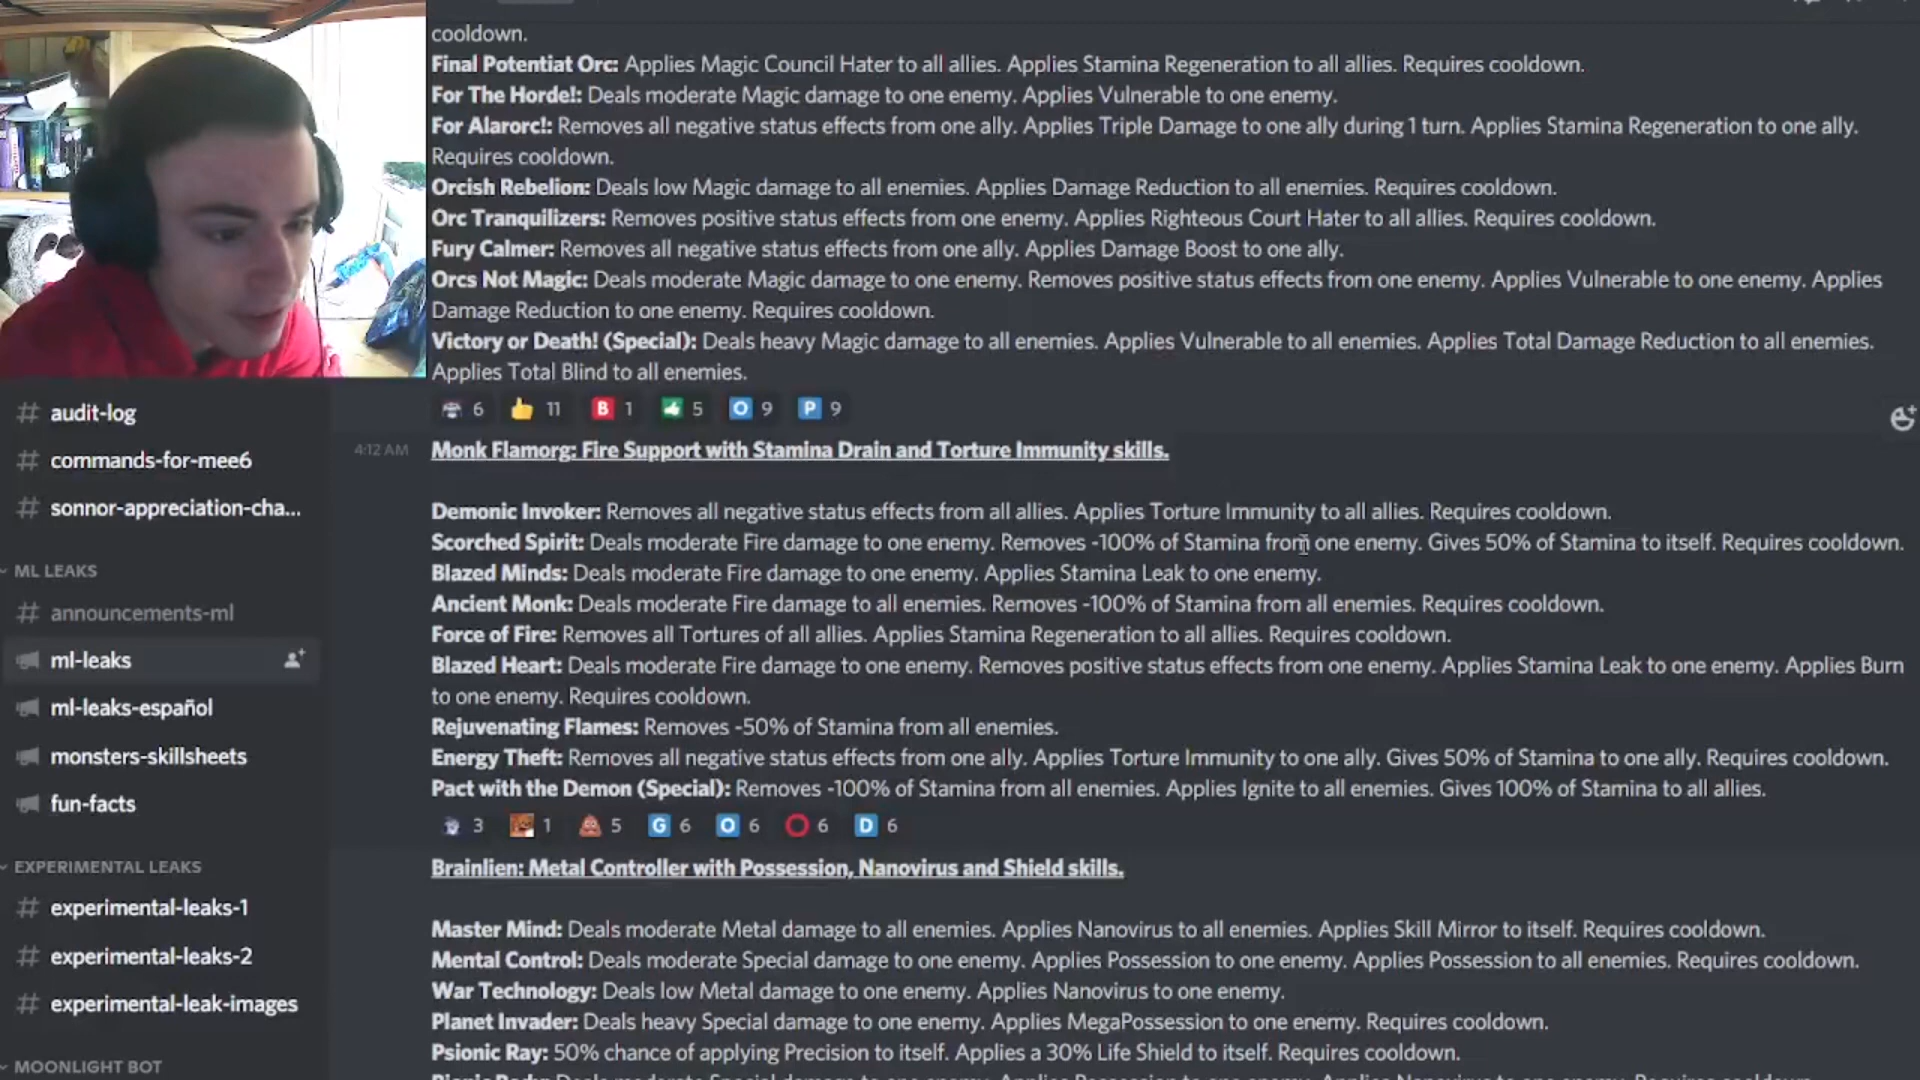 cooldown.
Final Potentiat Orc: Applies Magic Council Hater to all allies. Applies Stamina Regeneration to all allies. Requires cooldown.
For The Horde!: Deals moderate Magic damage to one enemy. Applies Vulnerable to one enemy.
For Alarorc!: Removes all negative status effects from one ally. Applies Triple Damage to one ally during 1 turn. Applies Stamina Regeneration to one ally.
Requires cooldown.
Orcish Rebelion: Deals low Magic damage to all enemies. Applies Damage Reduction to all enemies. Requires cooldown.
Orc Tranquilizers: Removes positive status effects from one enemy. Applies Righteous Court Hater to all allies. Requires cooldown.
Fury Calmer: Removes all negative status effects from one ally. Applies Damage Boost to one ally.
Orcs Not Magic: Deals moderate Magic damage to one enemy. Removes positive status effects from one enemy. Applies Vulnerable to one enemy. Applies
Damage Reduction to one enemy. Requires cooldown.
Victory or Death! (Special): Deals heavy Magic damage to all enemies. Applies Vulnerable to all enemies. Applies Total Damage Reduction to all enemies.
Applies Total Blind to all enemies.
6 11 B 1 5 O 9 P 9
4:12 AM Monk Flamorg: Fire Support with Stamina Drain and Torture Immunity skills.
Demonic Invoker: Removes all negative status effects from all allies. Applies Torture Immunity to all allies. Requires cooldown.
Scorched Spirit: Deals moderate Fire damage to one enemy. Removes -100% of Stamina from one enemy. Gives 50% of Stamina to itself. Requires cooldown.
Blazed Minds: Deals moderate Fire damage to one enemy. Applies Stamina Leak to one enemy.
Ancient Monk: Deals moderate Fire damage to all enemies. Removes -100% of Stamina from all enemies. Requires cooldown.
Force of Fire: Removes all Tortures of all allies. Applies Stamina Regeneration to all allies. Requires cooldown.
Blazed Heart: Deals moderate Fire damage to one enemy. Removes positive status effects from one enemy. Applies Stamina Leak to one enemy. Applies Burn
to one enemy. Requires cooldown.
Rejuvenating Flames: Removes -50% of Stamina from all enemies.
Energy Theft: Removes all negative status effects from one ally. Applies Torture Immunity to one ally. Gives 50% of Stamina to one ally. Requires cooldown.
Pact with the Demon (Special): Removes -100% of Stamina from all enemies. Applies Ignite to all enemies. Gives 100% of Stamina to all allies.
3 1 5 G 6 O 6 6 D 6
Brainlien: Metal Controller with Possession, Nanovirus and Shield skills.
Master Mind: Deals moderate Metal damage to all enemies. Applies Nanovirus to all enemies. Applies Skill Mirror to itself. Requires cooldown.
Mental Control: Deals moderate Special damage to one enemy. Applies Possession to one enemy. Applies Possession to all enemies. Requires cooldown.
War Technology: Deals low Metal damage to one enemy. Applies Nanovirus to one enemy.
Planet Invader: Deals heavy Special damage to one enemy. Applies MegaPossession to one enemy. Requires cooldown.
Psionic Ray: 50% chance of applying Precision to itself. Applies a 30% Life Shield to itself. Requires cooldown.
# audit-log
# commands-for-mee6
# sonnor-appreciation-cha...
ML LEAKS
# announcements-ml
ml-leaks
ml-leaks-español
monsters-skillsheets
fun-facts
EXPERIMENTAL LEAKS
# experimental-leaks-1
# experimental-leaks-2
# experimental-leak-images
MOONLIGHT BOT